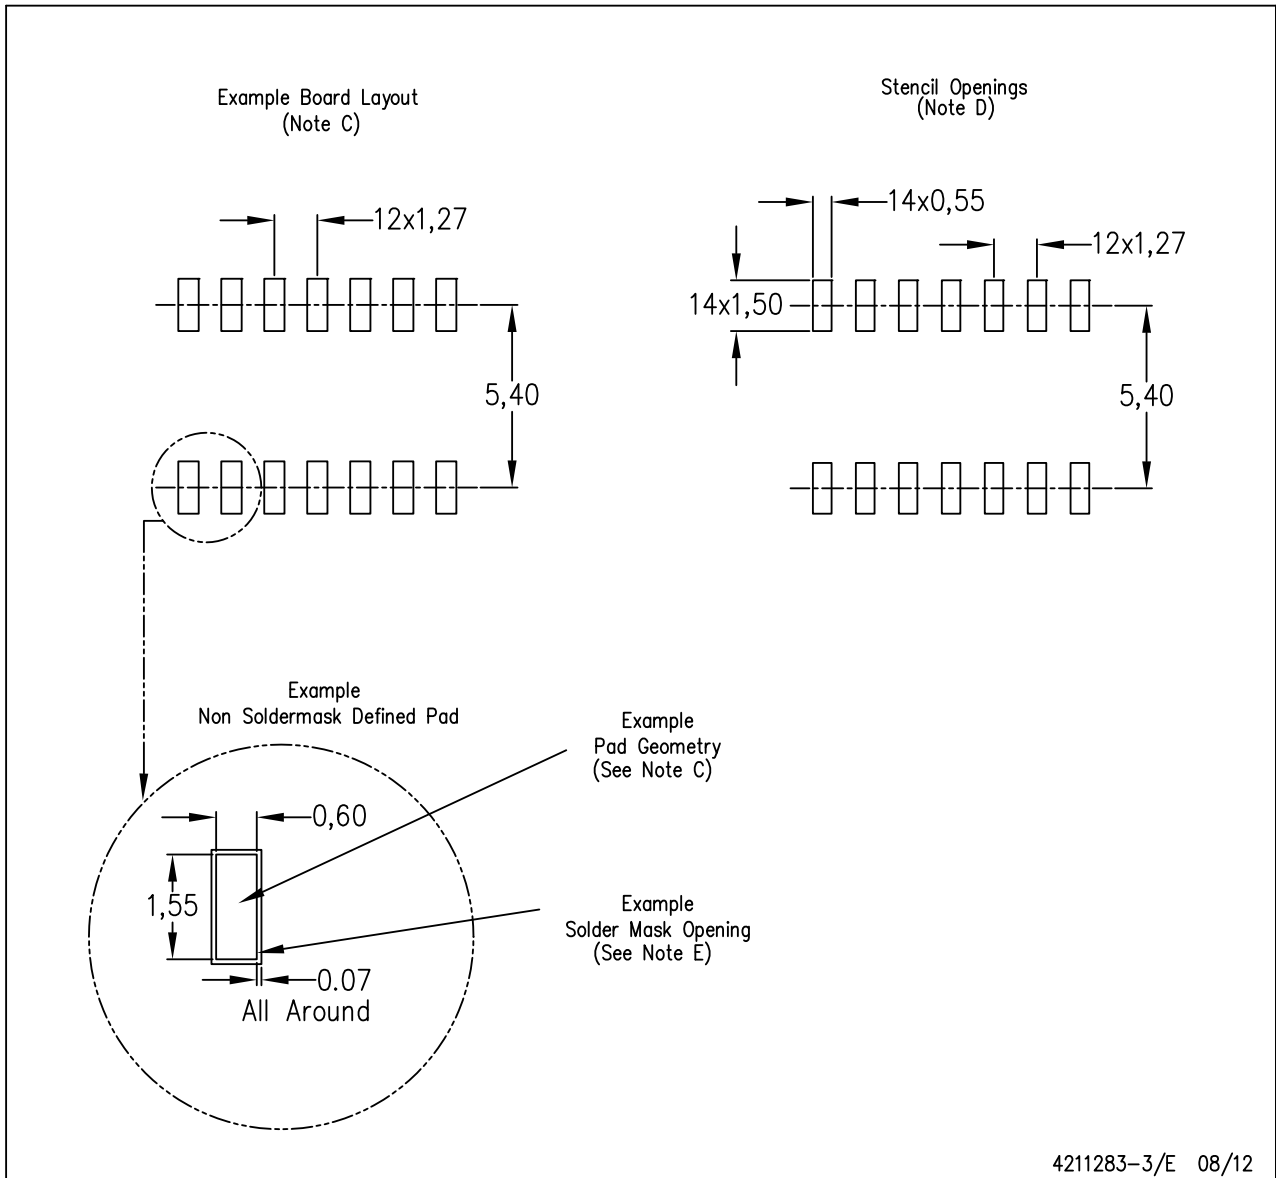 Example Board Layout
(Note C)
Stencil Openings
(Note D)
12x1,27
14x0,55
12x1,27
14x1,50
5,40
5,40
Example
Non Soldermask Defined Pad
Example
Pad Geometry
(See Note C)
0,60
1,55
Example
Solder Mask Opening
(See Note E)
0.07
All Around
4211283-3/E 08/12